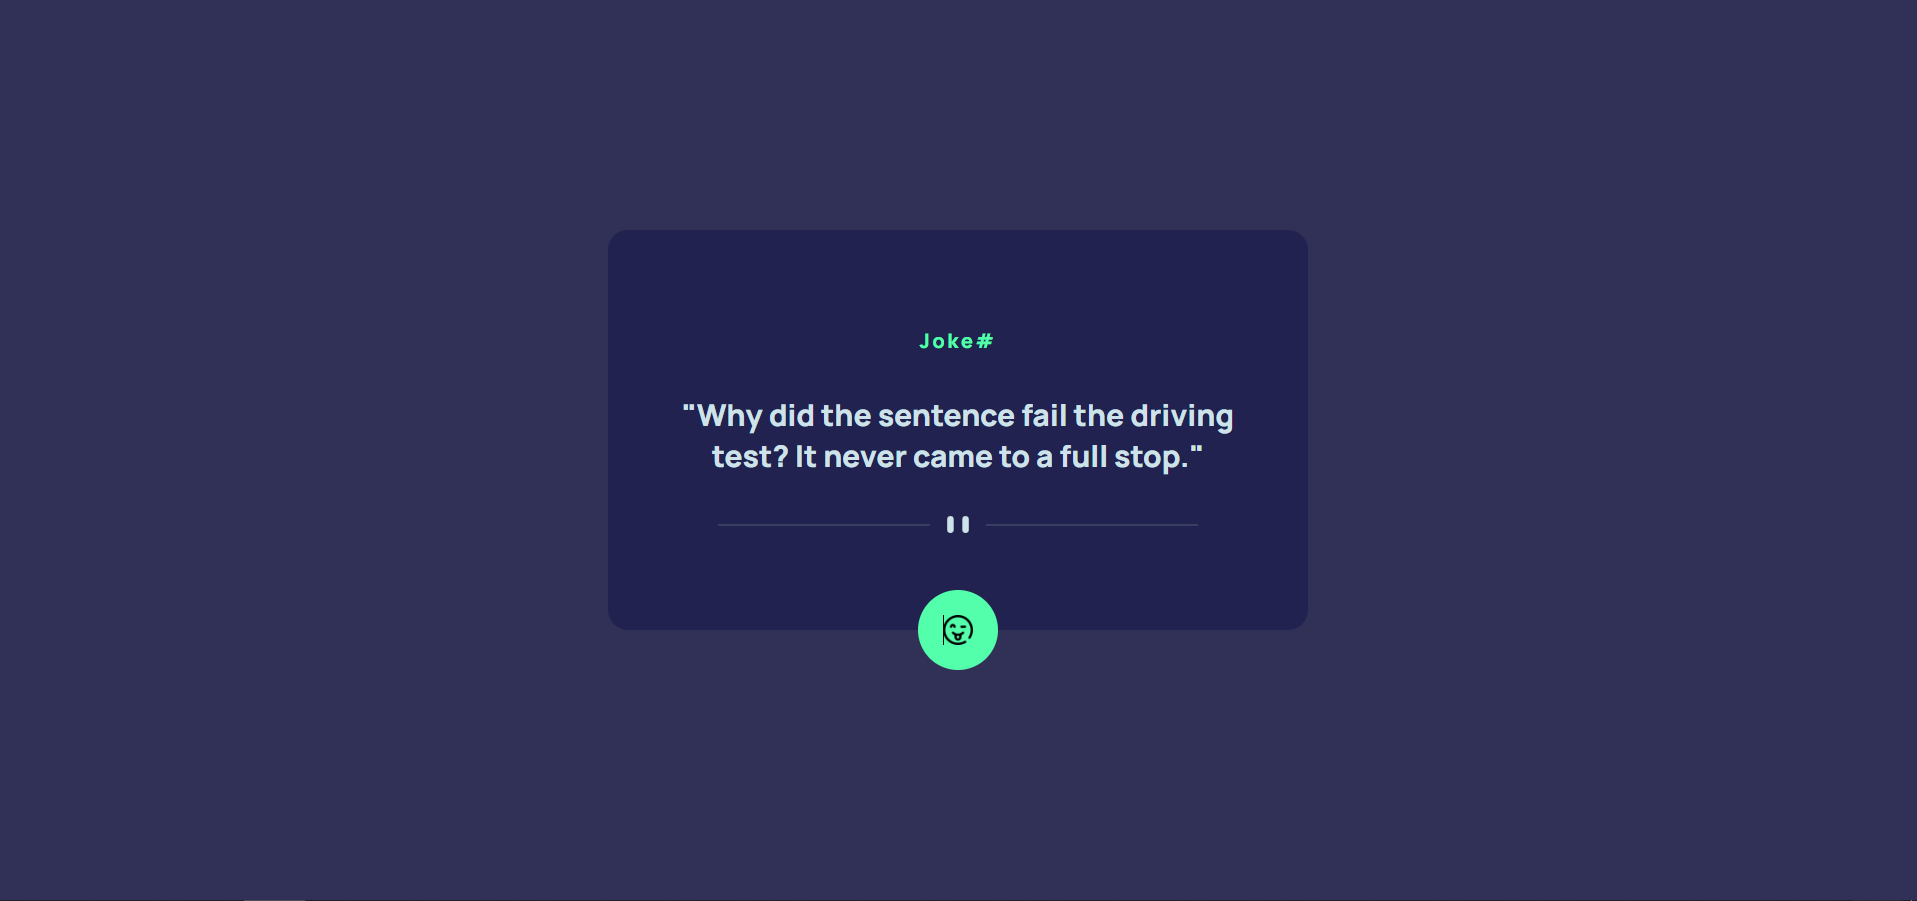 Joke#
"Why did the sentence fail the driving
test? It never came to a full stop."